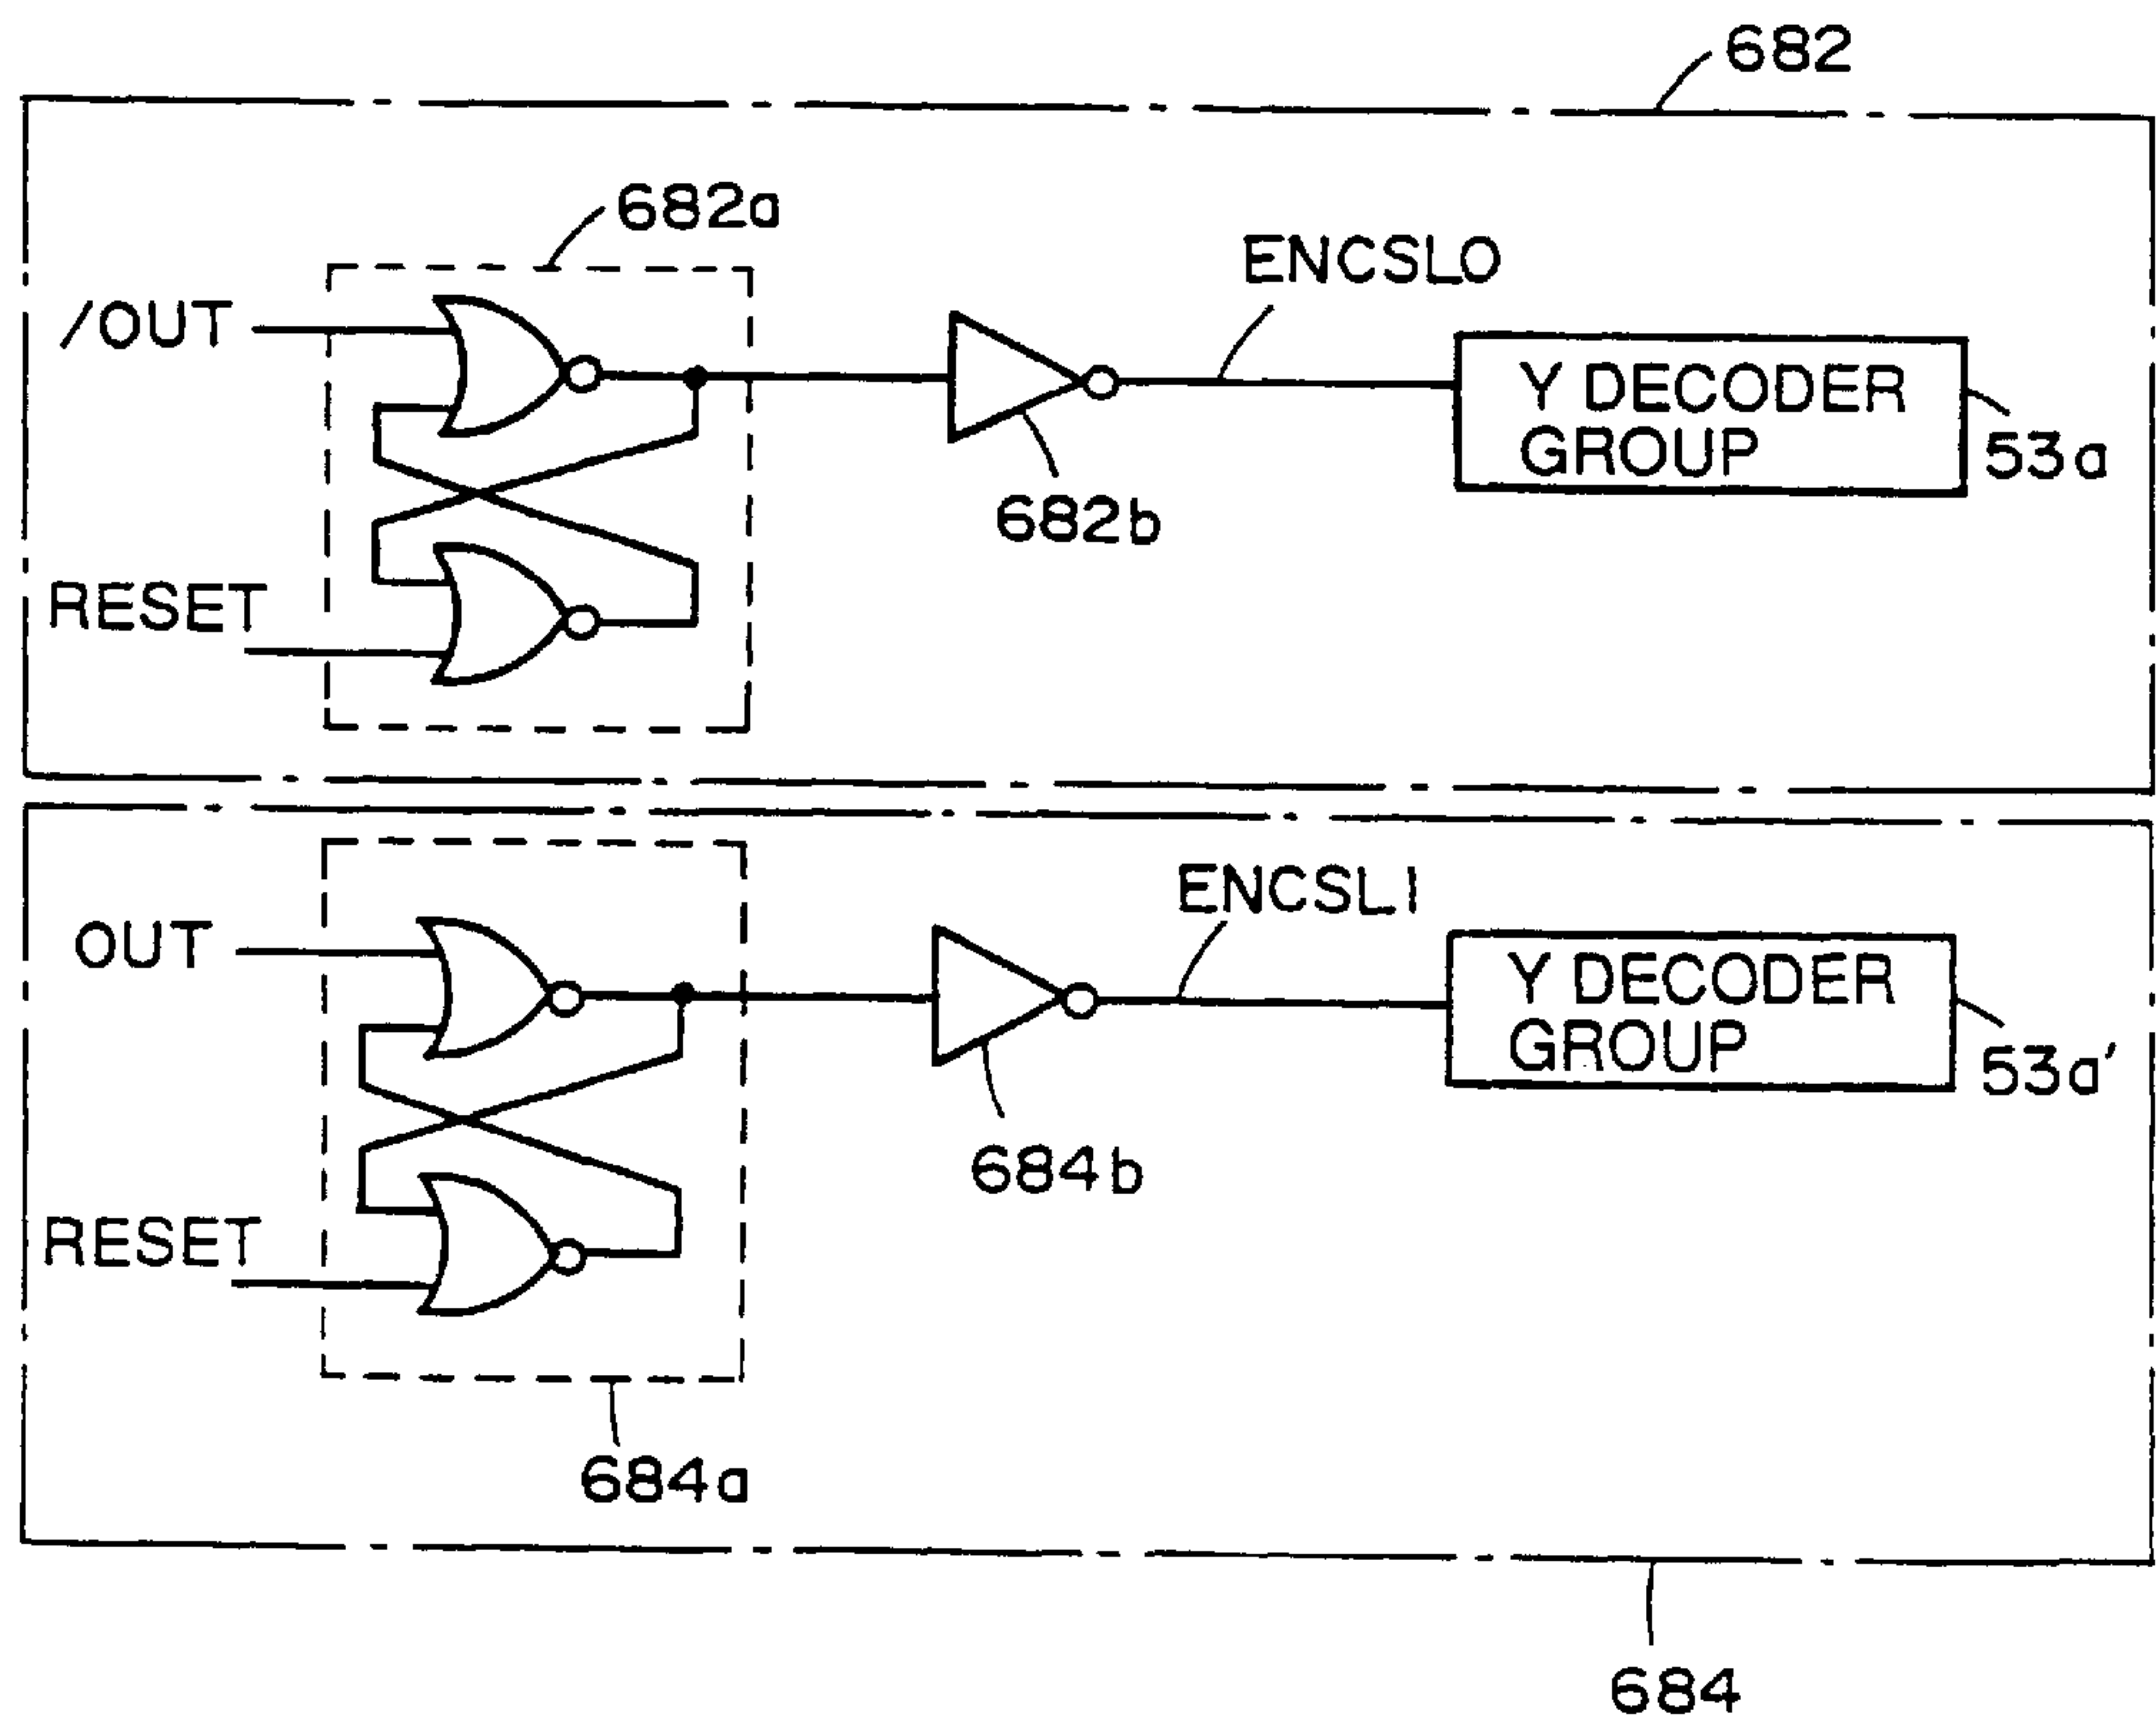 682
682a
/OUT
ENCSL0
Y DECODER
GROUP
53a
682b
RESET
OUT
ENCSL1
Y DECODER
GROUP
53a'
684b
RESET
684a
684